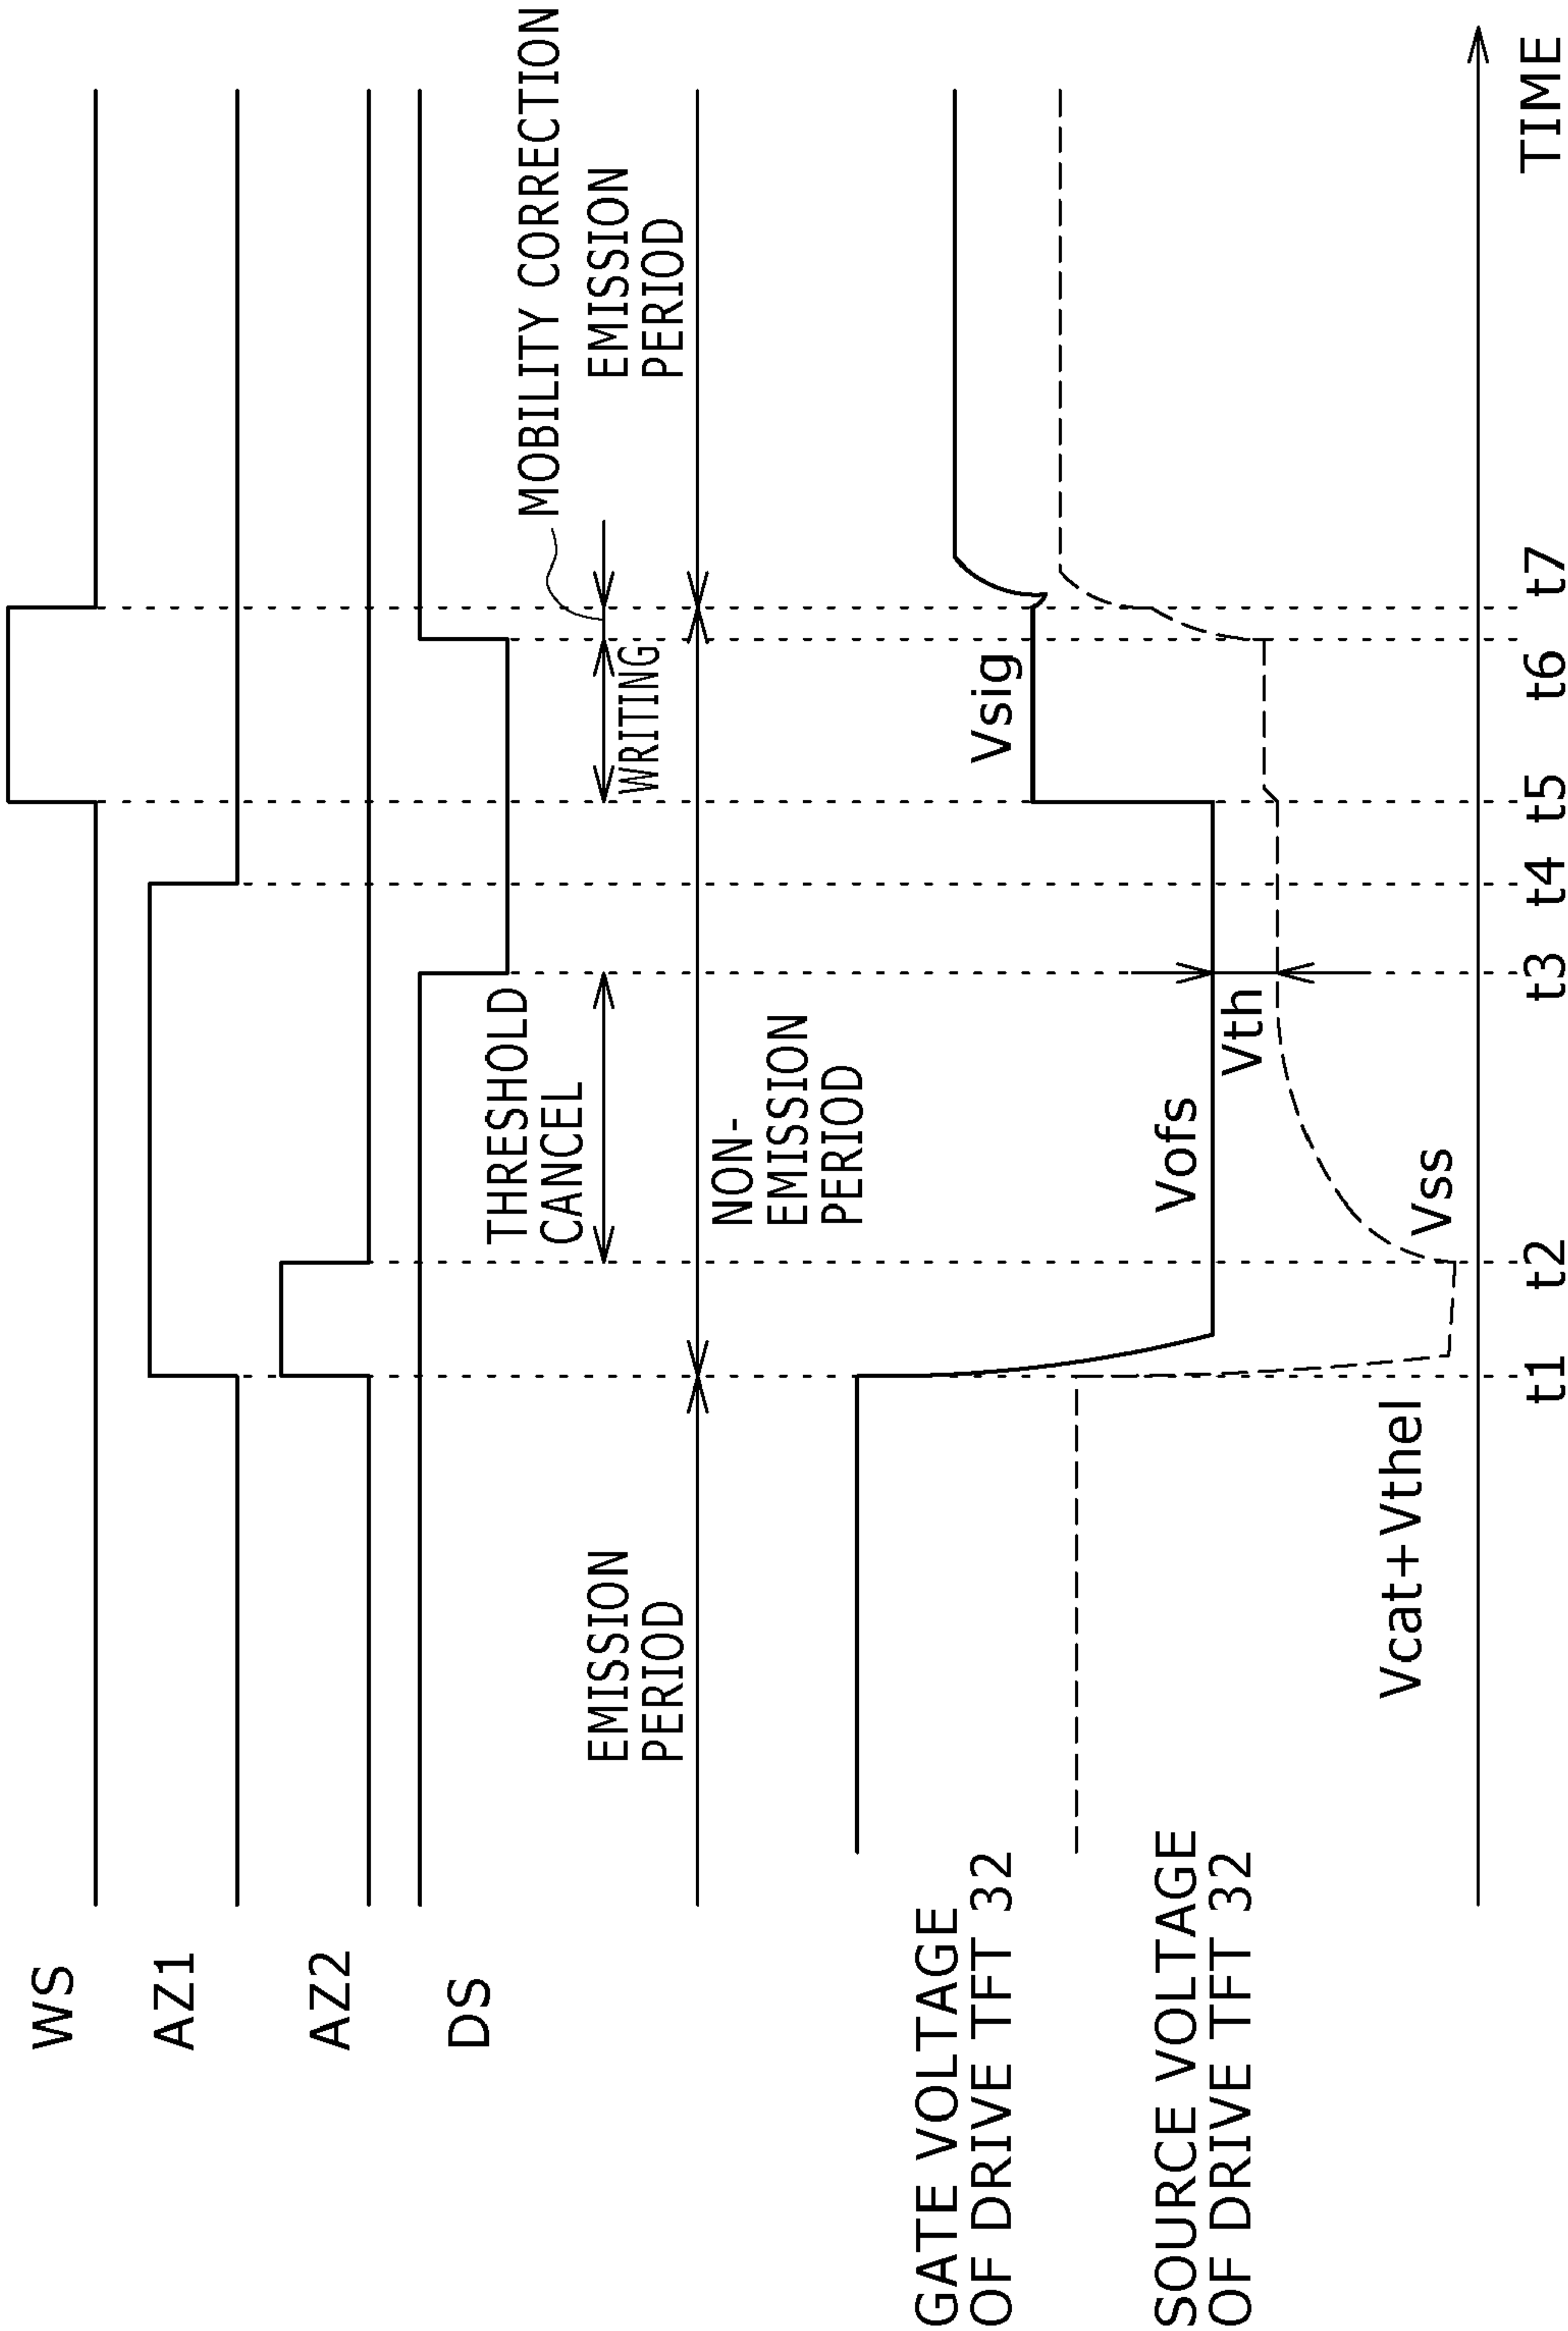 WS
AZ1
AZ2
DS
MOBILITY CORRECTION
THRESHOLD
CANCEL
WRITING
EMISSION
PERIOD
NON-
EMISSION
PERIOD
EMISSION
PERIOD
GATE VOLTAGE
OF DRIVE TFT 32
Vsig
Vofs
Vth
SOURCE VOLTAGE
OF DRIVE TFT 32
Vcat+Vthel
Vss
t1 t2 t3 t4 t5 t6 t7
TIME